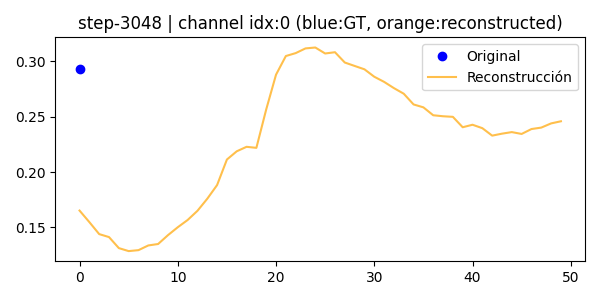 step-3048 | channel idx:0 (blue:GT, orange:reconstructed)
Original
Reconstrucción
0.30
0.25
0.20
0.15
0 10 20 30 40 50